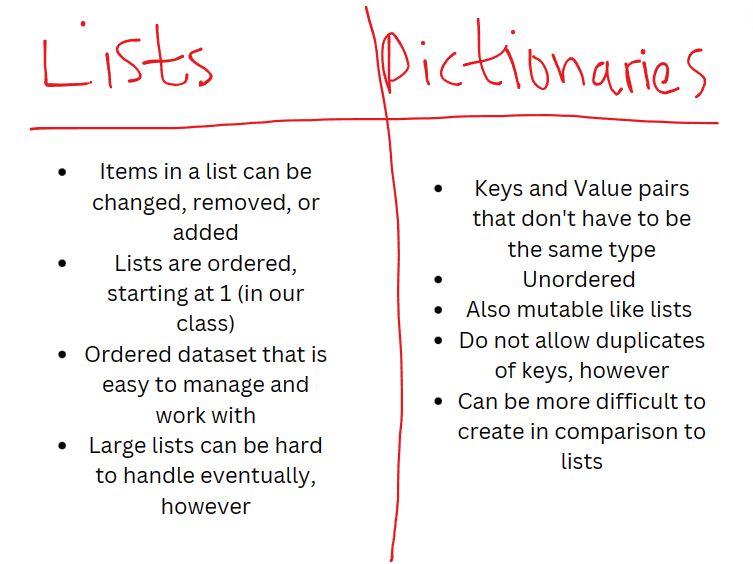 Lists
Dictionaries
• Items in a list can be
changed, removed, or
added
• Lists are ordered,
starting at 1 (in our
class)
• Ordered dataset that is
easy to manage and
work with
• Large lists can be hard
to handle eventually,
however
• Keys and Value pairs
that don't have to be
the same type
• Unordered
• Also mutable like lists
• Do not allow duplicates
of keys, however
• Can be more difficult to
create in comparison to
lists